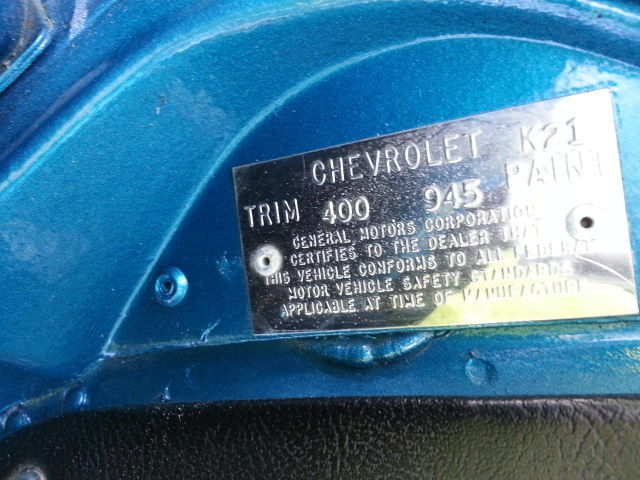 CHEVROLET K21
TRIM 400 945 PAINT
GENERAL MOTORS CORPORATION
CERTIFIES TO THE DEALER THAT
THIS VEHICLE CONFORMS TO ALL FEDERAL
MOTOR VEHICLE SAFETY STANDARDS
APPLICABLE AT TIME OF MANUFACTURE